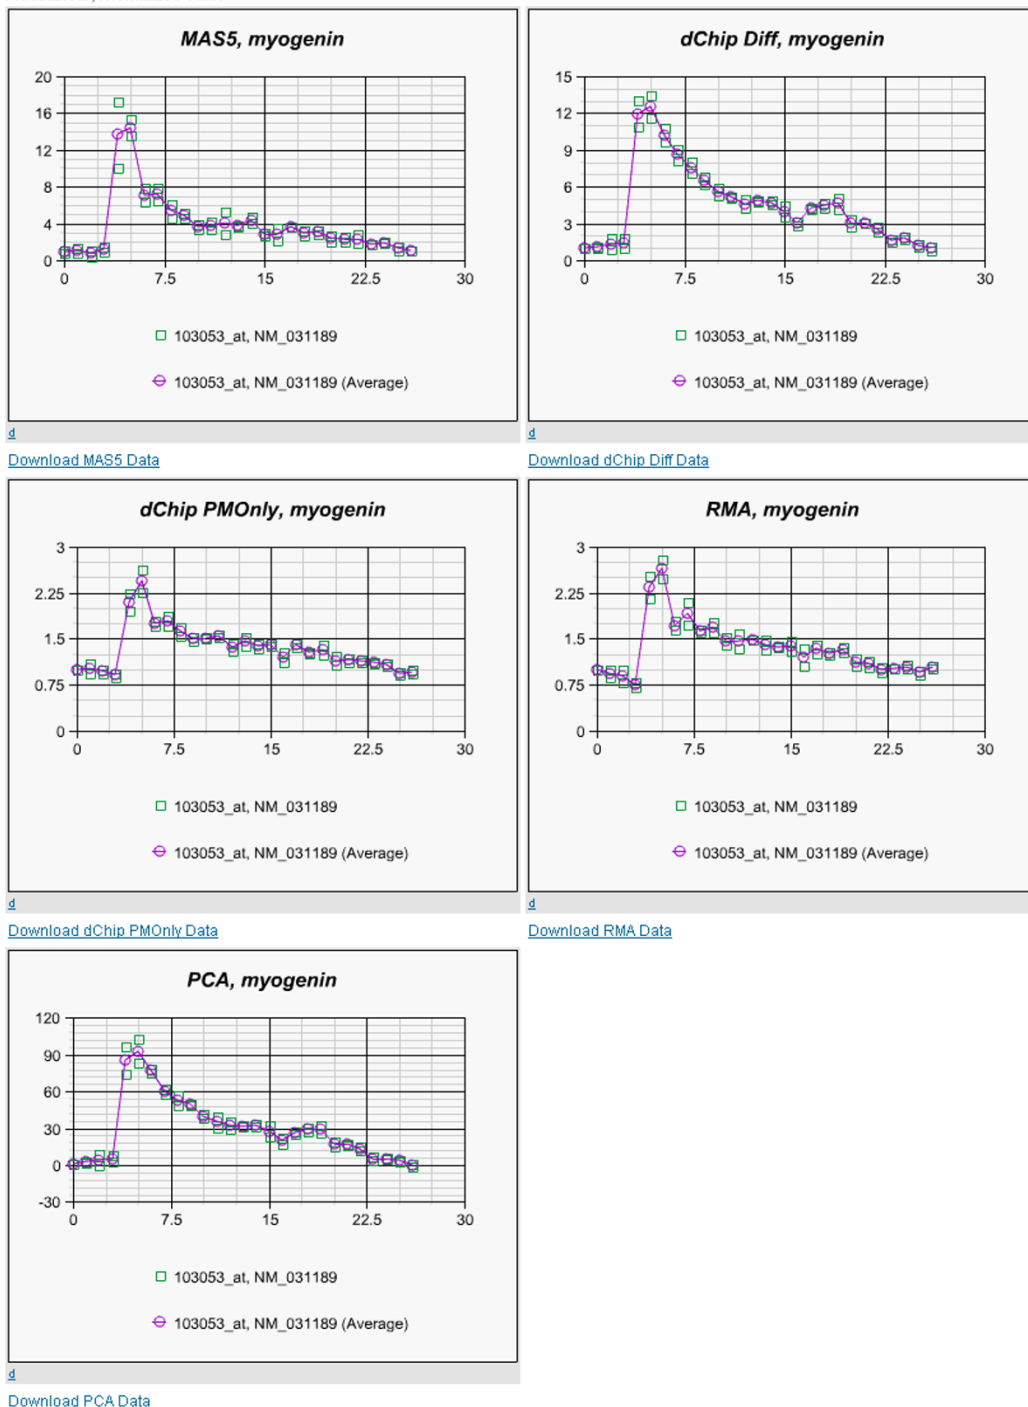 MAS5, myogenin
20
16
12
8
4
0
0 7.5 15 22.5 30
103053_at, NM_031189
103053_at, NM_031189 (Average)
d
Download MAS5 Data
dChip Diff, myogenin
15
12
9
6
3
0
0 7.5 15 22.5 30
103053_at, NM_031189
103053_at, NM_031189 (Average)
d
Download dChip Diff Data
dChip PMOnly, myogenin
3
2.25
1.5
0.75
0
0 7.5 15 22.5 30
103053_at, NM_031189
103053_at, NM_031189 (Average)
d
Download dChip PMOnly Data
RMA, myogenin
3
2.25
1.5
0.75
0
0 7.5 15 22.5 30
103053_at, NM_031189
103053_at, NM_031189 (Average)
d
Download RMA Data
PCA, myogenin
120
90
60
30
0
-30
0 7.5 15 22.5 30
103053_at, NM_031189
103053_at, NM_031189 (Average)
d
Download PCA Data